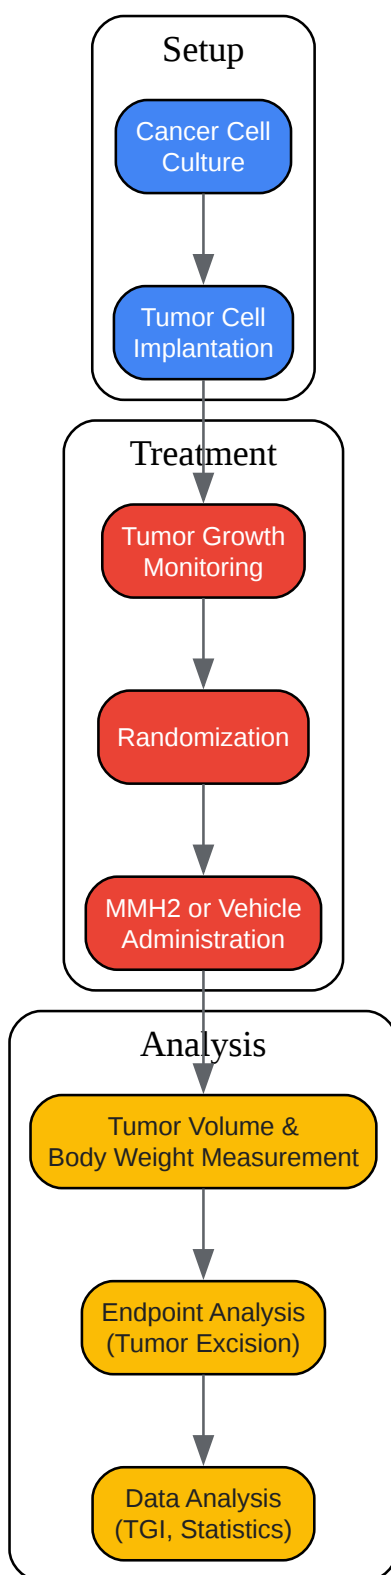 Setup
Cancer Cell
Culture
Tumor Cell
Implantation
Treatment
Tumor Growth
Monitoring
Randomization
MMH2 or Vehicle
Administration
Analysis
Tumor Volume &
Body Weight Measurement
Endpoint Analysis
(Tumor Excision)
Data Analysis
(TGI, Statistics)